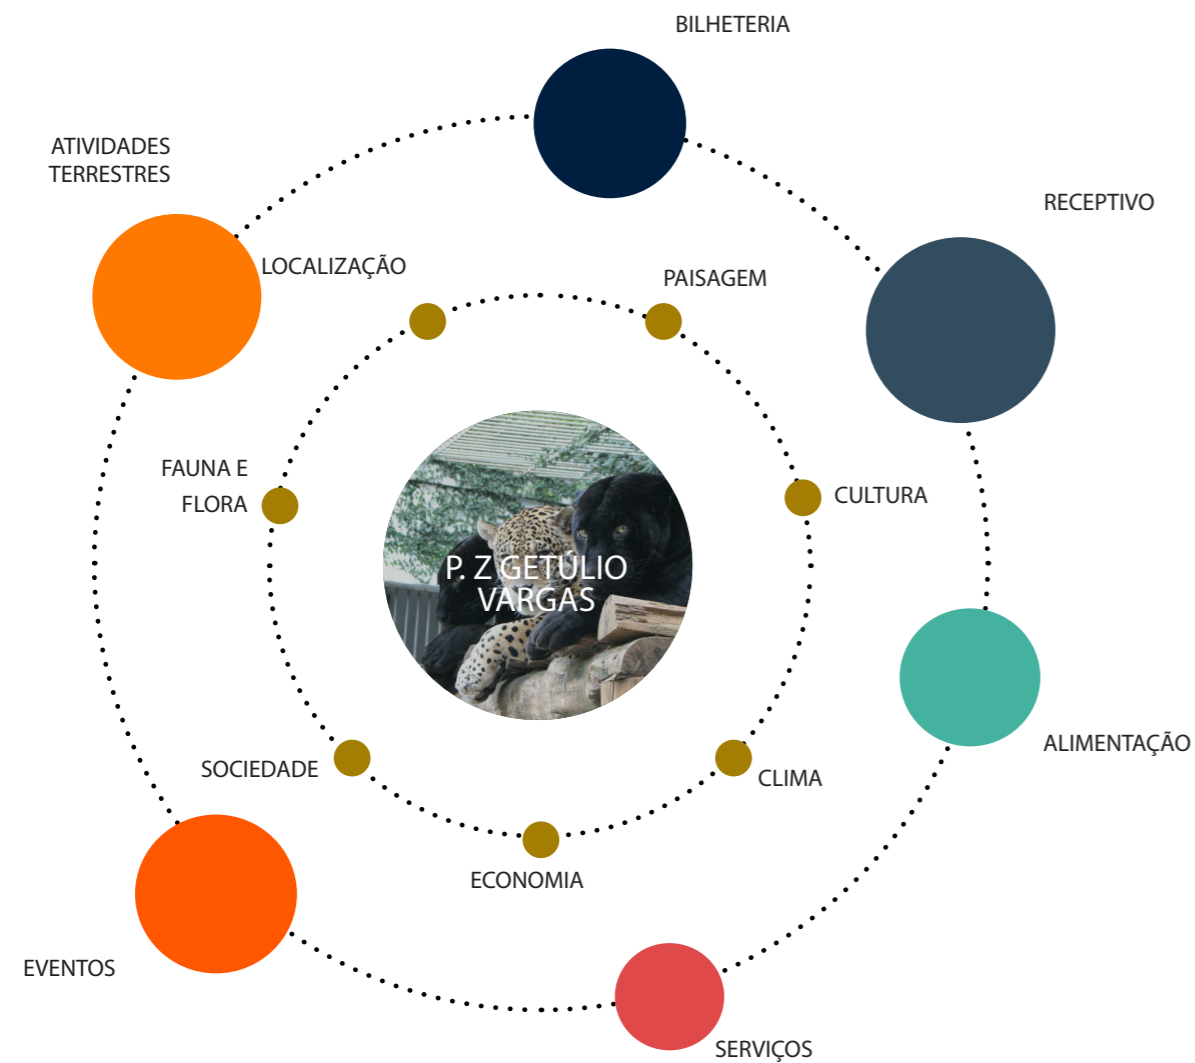 BILHETERIA
ATIVIDADES
TERRESTRES
RECEPTIVO
LOCALIZAÇÃO
PAISAGEM
FAUNA E
FLORA
CULTURA
P. Z GETÚLIO
VARGAS
ALIMENTAÇÃO
SOCIEDADE
CLIMA
ECONOMIA
EVENTOS
SERVIÇOS